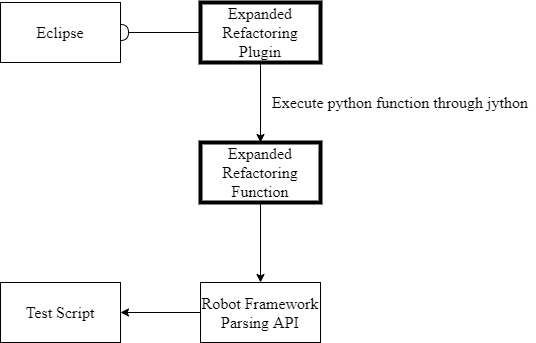 Eclipse
Expanded
Refactoring
Plugin
Execute python function through jython
Expanded
Refactoring
Function
Test Script
Robot Framework
Parsing API